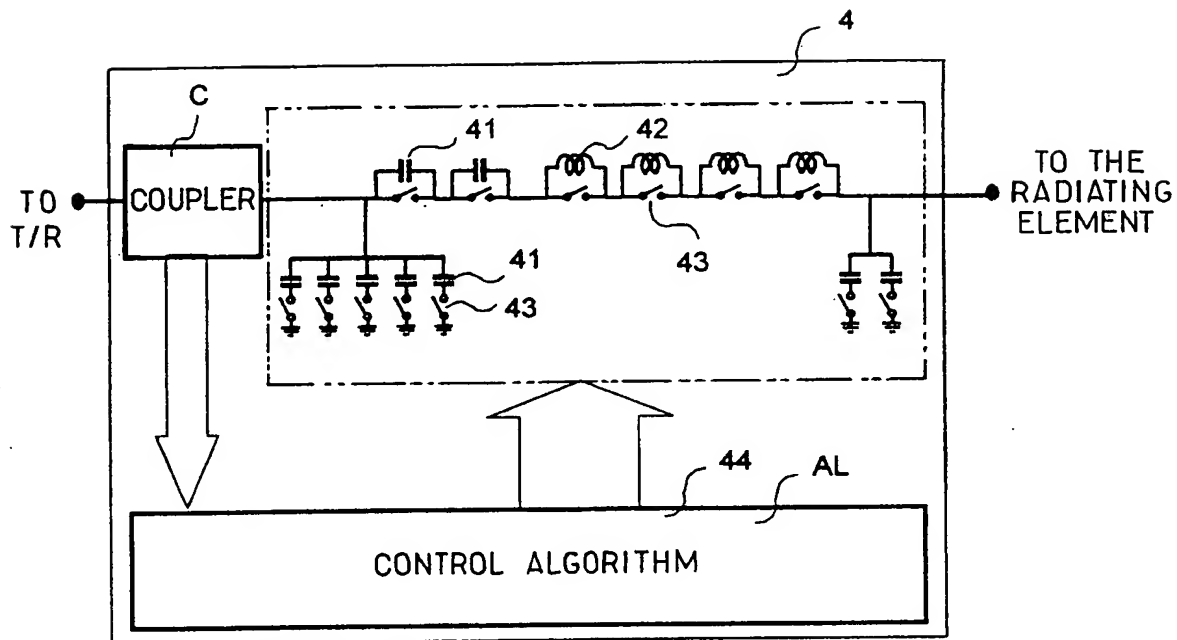 4
C
41
42
COUPLER
TO
T/R
TO THE
RADIATING
ELEMENT
43
41
43
44
AL
CONTROL ALGORITHM